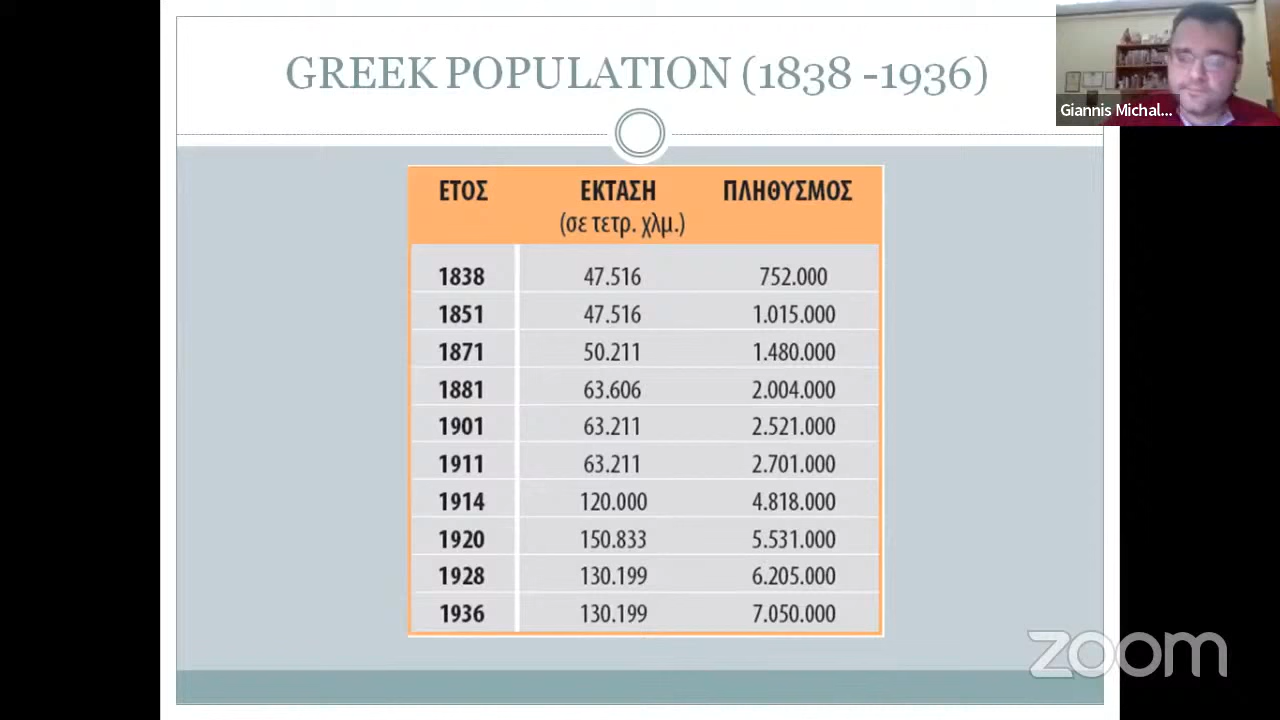 GREEK POPULATION (1838 -1936)
Giannis Michal...
ΕΤΟΣ ΕΚΤΑΣΗ ΠΛΗΘΥΣΜΟΣ
(σε τετρ. χλμ.)
1838 47.516 752.000
1851 47.516 1.015.000
1871 50.211 1.480.000
1881 63.606 2.004.000
1901 63.211 2.521.000
1911 63.211 2.701.000
1914 120.000 4.818.000
1920 150.833 5.531.000
1928 130.199 6.205.000
1936 130.199 7.050.000
zoom